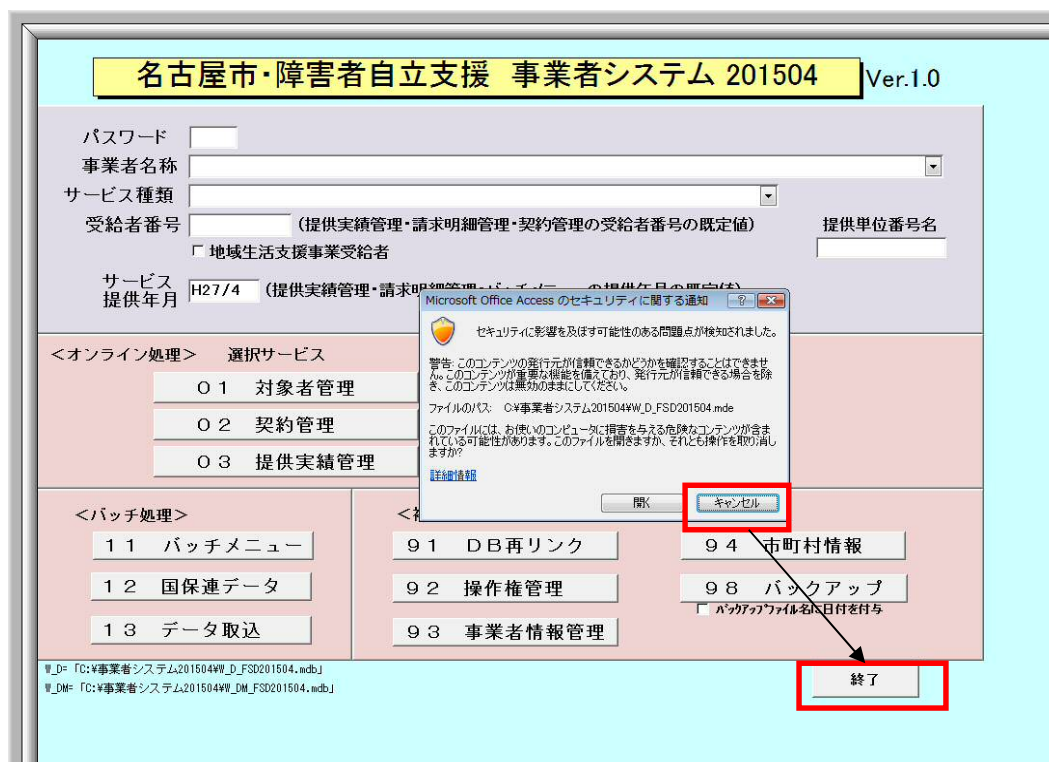 名古屋市・障害者自立支援 事業者システム 201504 Ver.1.0
パスワード
事業者名称
サービス種類
受給者番号 (提供実績管理・請求明細管理・契約管理の受給者番号の既定値) 提供単位番号名
地域生活支援事業受給者
サービス
提供年月 H27/4 (提供実績管理・請求明細管理・バッチメニューの提供年月の既定値)
Microsoft Office Access のセキュリティに関する通知
セキュリティに影響を及ぼす可能性のある問題点が検知されました。
警告: このコンテンツの発行元が信頼できるかどうかを確認することはできませ
ん。このコンテンツが重要な機能を備えており、発行元が信頼できる場合を除
き、このコンテンツは無効のままにしてください。
ファイルのパス: C:¥事業者システム201504¥W_D_FSD201504.mde
このファイルには、お使いのコンピュータに損害を与える危険なコンテンツが含ま
れている可能性があります。このファイルを開きますか、それとも操作を取り消し
ますか?
詳細情報
開く キャンセル
<オンライン処理> 選択サービス
01 対象者管理
02 契約管理
03 提供実績管理
<バッチ処理>
11 バッチメニュー
12 国保連データ
13 データ取込
91 DB再リンク
92 操作権管理
93 事業者情報管理
94 市町村情報
98 バックアップ
バックアップファイル名に日付を付与
W_D= 「C:¥事業者システム201504¥W_D_FSD201504.mdb」
W_DM= 「C:¥事業者システム201504¥W_DM_FSD201504.mdb」
終了